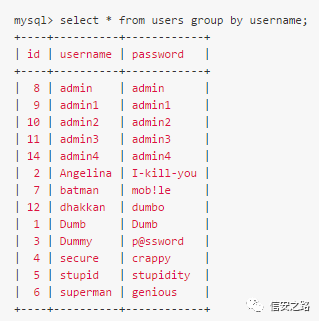 mysql> select * from users group by username;
+----+----------+------------+
| id | username | password   |
+----+----------+------------+
|  8 | admin    | admin      |
|  9 | admin1   | admin1     |
| 10 | admin2   | admin2     |
| 11 | admin3   | admin3     |
| 14 | admin4   | admin4     |
|  2 | Angelina | I-kill-you |
|  7 | batman   | mob!le     |
| 12 | dhakkan  | dumbo      |
|  1 | Dumb     | Dumb       |
|  3 | Dummy    | p@ssword   |
|  4 | secure   | crappy     |
|  5 | stupid   | stupidity  |
|  6 | superman | genious    |
+----+----------+------------+
信安之路